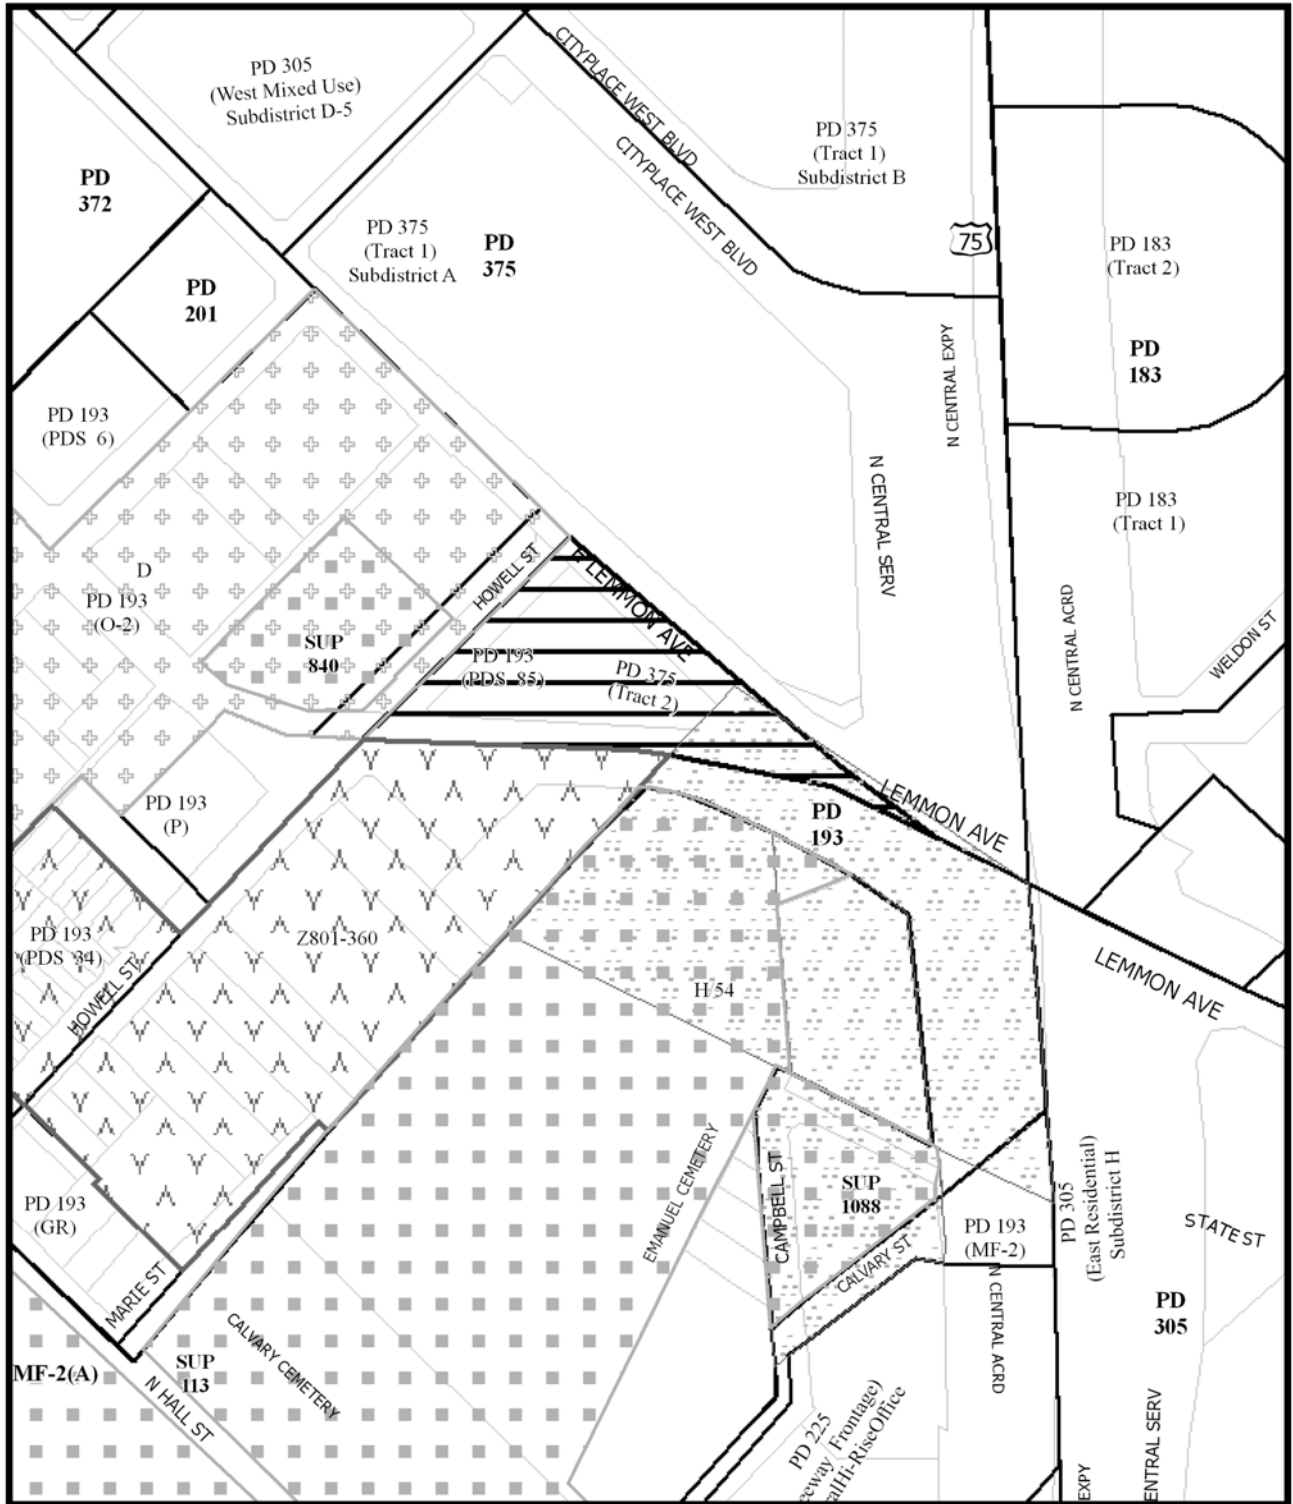 PD 305
(West Mixed Use)
Subdistrict D-5
CITYPLACE WEST BLVD
CITYPLACE WEST BLVD
PD 375
(Tract 1)
Subdistrict B
PD
372
PD 375
(Tract 1)
Subdistrict A
PD
375
75
PD 183
(Tract 2)
PD
201
PD
183
N CENTRAL EXPY
PD 193
(PDS 6)
N CENTRAL SERV
PD 183
(Tract 1)
D
PD 193
(O-2)
HOWELL ST
E LEMMON AVE
N CENTRAL ACRD
WELDON ST
SUP
840
PD 193
(PDS 85)
PD 375
(Tract 2)
PD 193
(P)
PD
193
LEMMON AVE
PD 193
(PDS 34)
Z801-360
HOWELL ST
H/54
LEMMON AVE
EMANUEL CEMETERY
CAMPBELL ST
SUP
1088
PD 193
(GR)
PD 193
(MF-2)
PD 305
(East Residential)
Subdistrict H
STATE ST
CALVARY ST
MARIE ST
N CENTRAL ACRD
PD
305
CALVARY CEMETERY
SUP
113
MF-2(A)
N HALL ST
PD 225
eeway Frontage)
ralHi-RiseOffice
EXPY
ENTRAL SERV